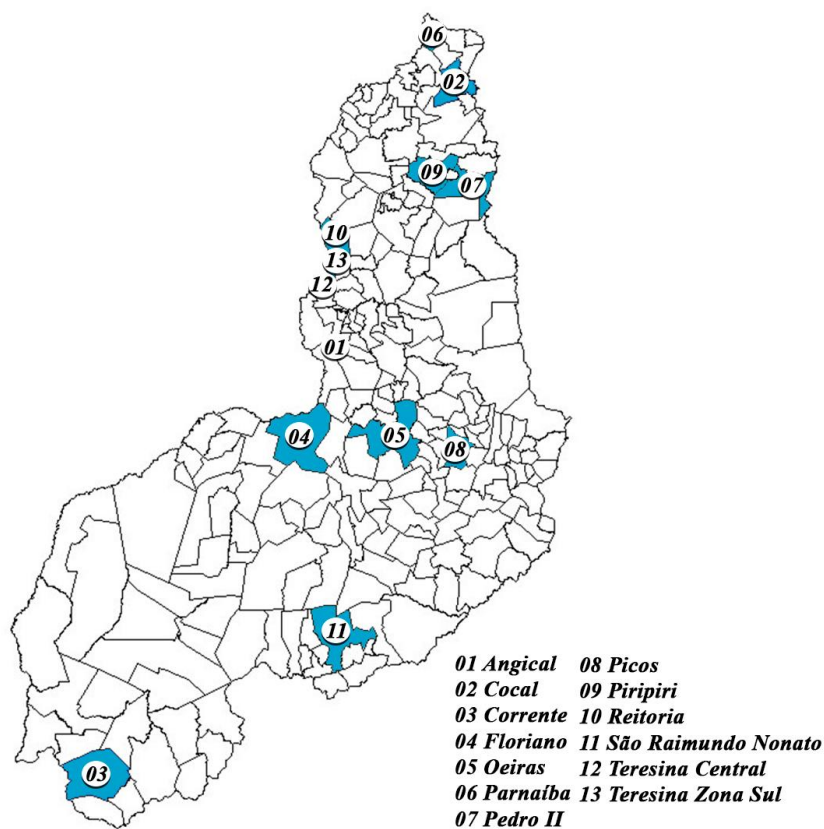 06
02
09
07
10
13
12
01
04
05
08
11
03
01 Angical
02 Cocal
03 Corrente
04 Floriano
05 Oeiras
06 Parnaíba
07 Pedro II
08 Picos
09 Piripiri
10 Reitoria
11 São Raimundo Nonato
12 Teresina Central
13 Teresina Zona Sul